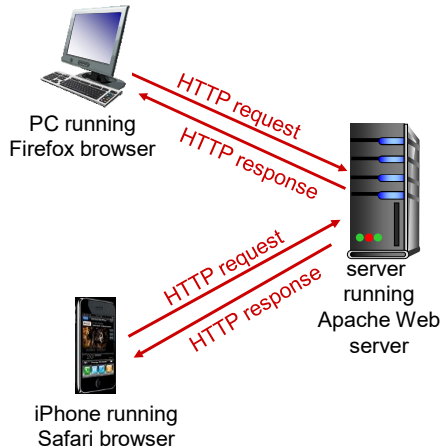 HTTP request
HTTP response
PC running
Firefox browser
HTTP request
HTTP response
server
running
Apache Web
server
iPhone running
Safari browser